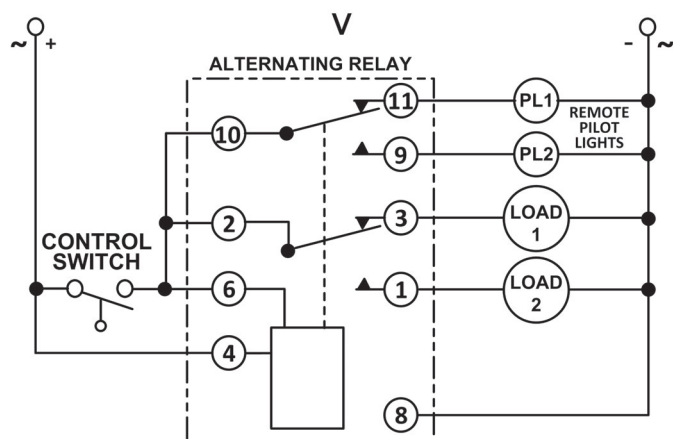 V
~ +
- ~
ALTERNATING RELAY
11
PL1
REMOTE
PILOT
LIGHTS
10
9
PL2
2
3
LOAD
1
CONTROL
SWITCH
6
1
LOAD
2
4
8